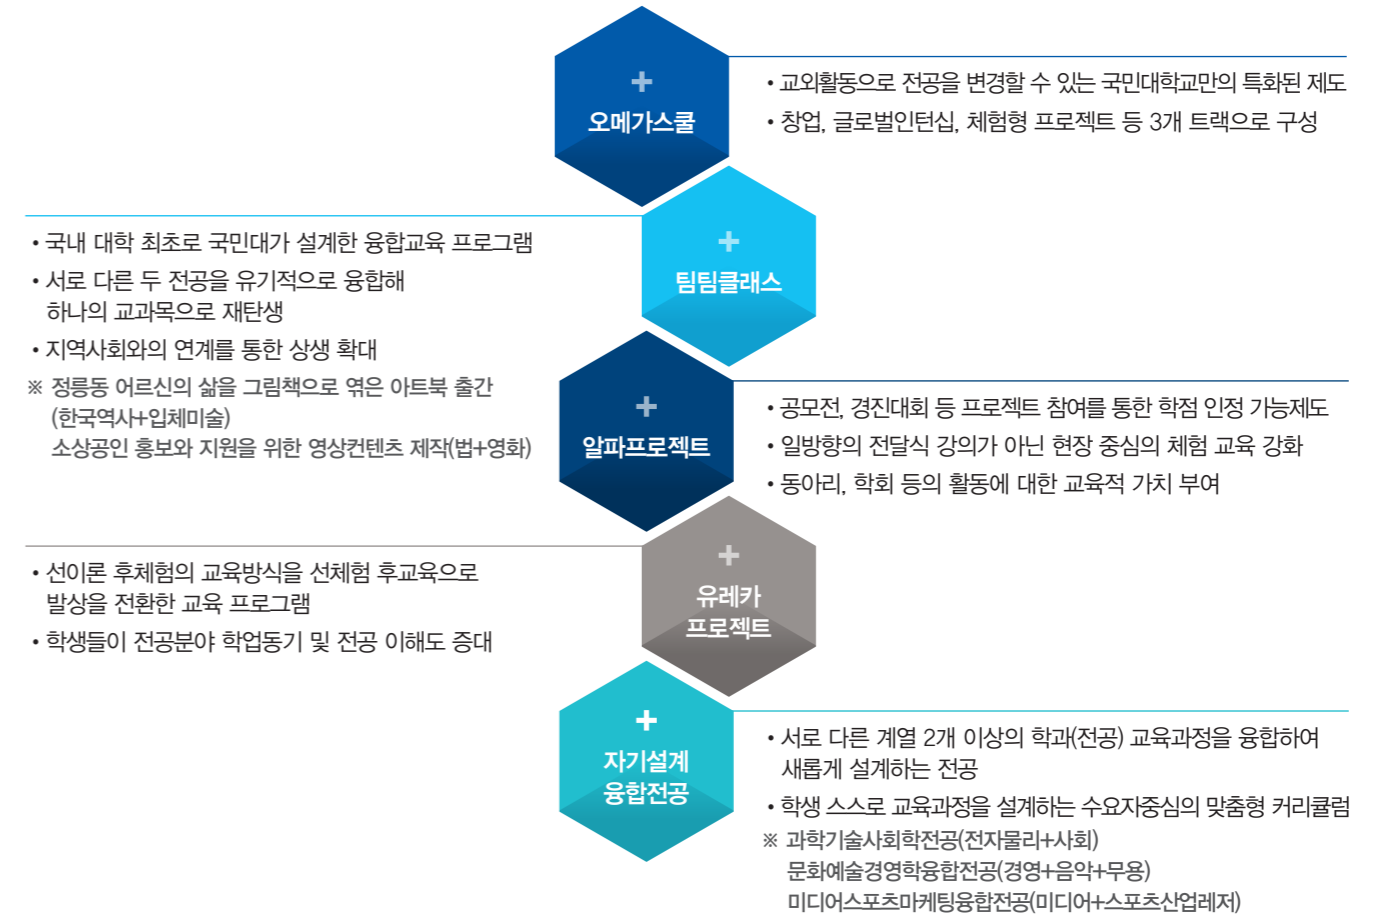 +
오메가스쿨
• 교외활동으로 전공을 변경할 수 있는 국민대학교만의 특화된 제도
• 창업, 글로벌인턴십, 체험형 프로젝트 등 3개 트랙으로 구성
+
팀팀클래스
• 국내 대학 최초로 국민대가 설계한 융합교육 프로그램
• 서로 다른 두 전공을 유기적으로 융합해
하나의 교과목으로 재탄생
• 지역사회와의 연계를 통한 상생 확대
※ 정릉동 어르신의 삶을 그림책으로 엮은 아트북 출간
(한국역사+입체미술)
소상공인 홍보와 지원을 위한 영상컨텐츠 제작(법+영화)
+
알파프로젝트
• 공모전, 경진대회 등 프로젝트 참여를 통한 학점 인정 가능제도
• 일방향의 전달식 강의가 아닌 현장 중심의 체험 교육 강화
• 동아리, 학회 등의 활동에 대한 교육적 가치 부여
+
유레카
프로젝트
• 선이론 후체험의 교육방식을 선체험 후교육으로
발상을 전환한 교육 프로그램
• 학생들이 전공분야 학업동기 및 전공 이해도 증대
+
자기설계
융합전공
• 서로 다른 계열 2개 이상의 학과(전공) 교육과정을 융합하여
새롭게 설계하는 전공
• 학생 스스로 교육과정을 설계하는 수요자중심의 맞춤형 커리큘럼
※ 과학기술사회학전공(전자물리+사회)
문화예술경영학융합전공(경영+음악+무용)
미디어스포츠마케팅융합전공(미디어+스포츠산업레저)